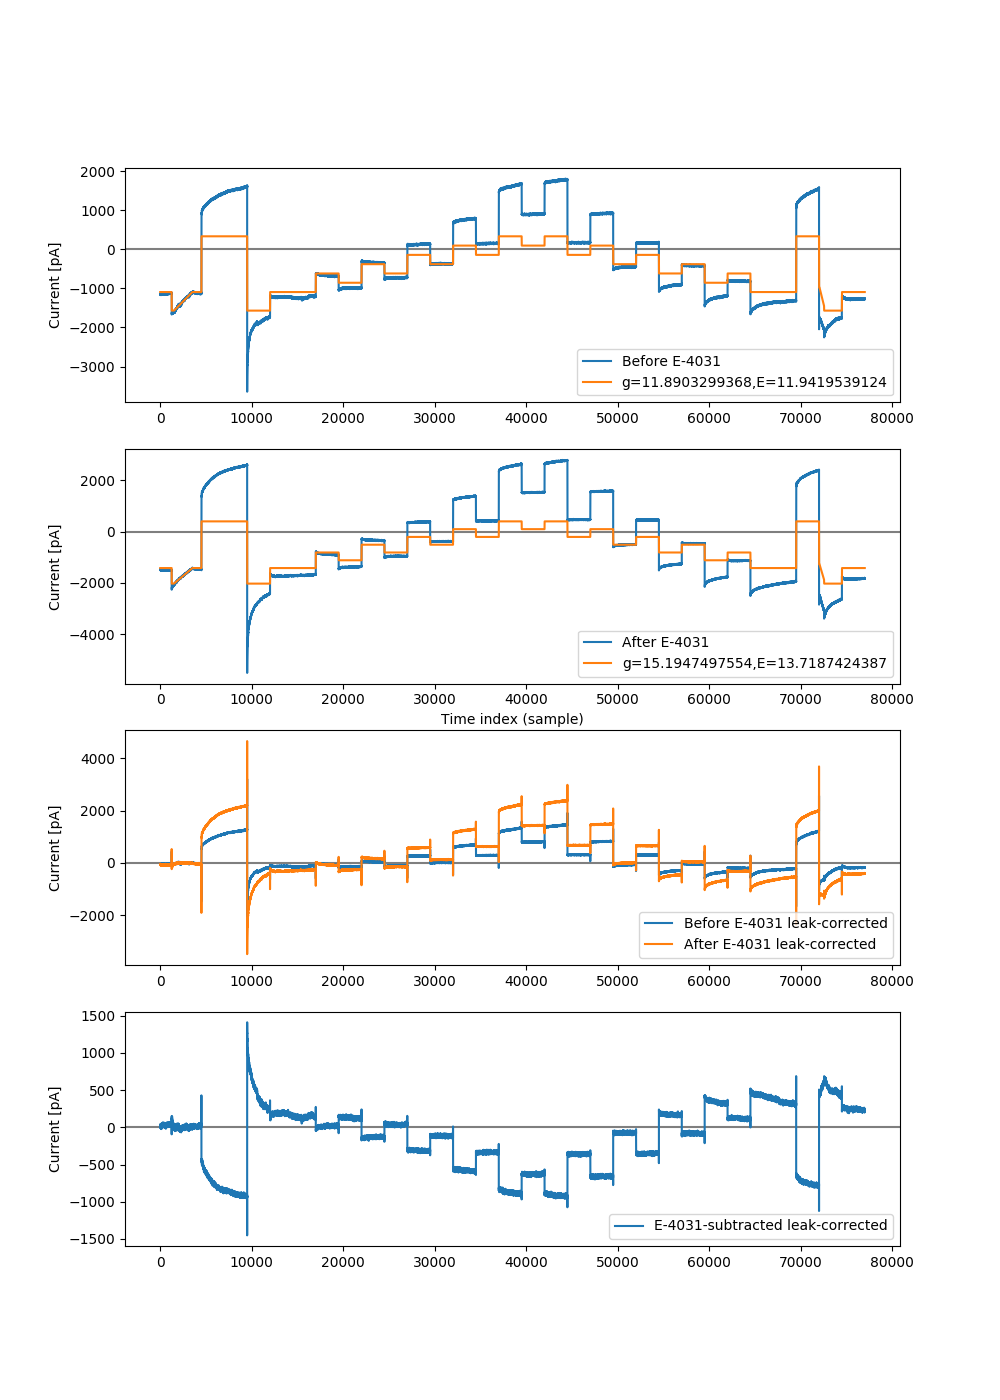 2000
1000
0
−1000
−2000
−3000
Current [pA]
Before E-4031
g=11.8903299368,E=11.9419539124
0 10000 20000 30000 40000 50000 60000 70000 80000
2000
0
−2000
−4000
Current [pA]
After E-4031
g=15.1947497554,E=13.7187424387
0 10000 20000 30000 40000 50000 60000 70000 80000
Time index (sample)
4000
2000
0
−2000
Current [pA]
Before E-4031 leak-corrected
After E-4031 leak-corrected
0 10000 20000 30000 40000 50000 60000 70000 80000
1500
1000
500
0
−500
−1000
−1500
Current [pA]
E-4031-subtracted leak-corrected
0 10000 20000 30000 40000 50000 60000 70000 80000